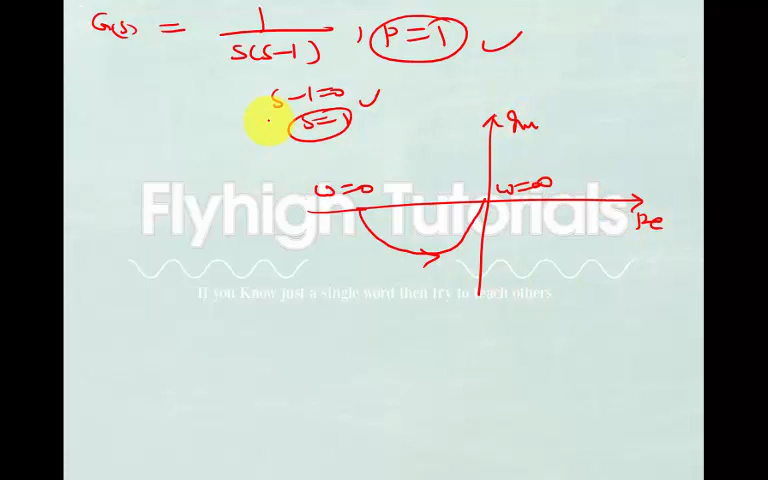 G(s) = 1 / s(s-1) , P=1
s-1=0
s=1
Im
ω=0 ω=∞
Re
Flyhigh Tutorials
If you Know just a single word then try to teach others